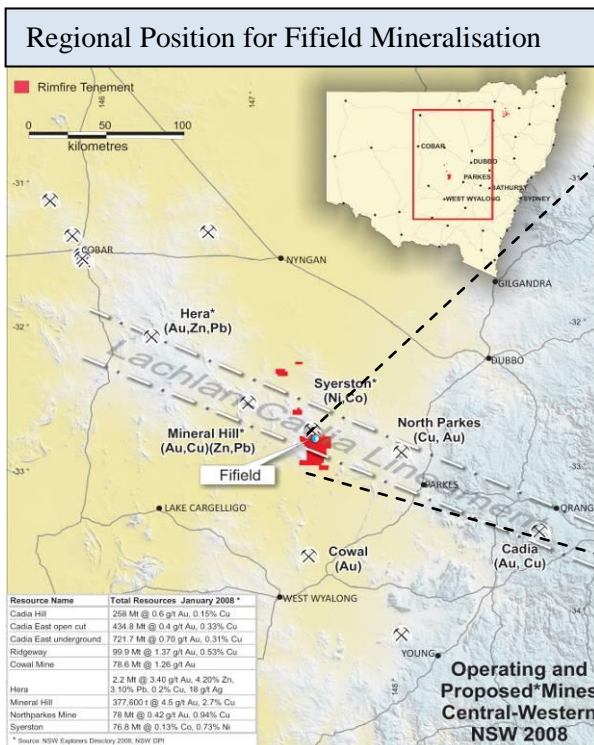 Regional Position for Fifield Mineralisation
Rimfire Tenement
146
147
0 50 100
kilometres
COBAR
DUBBO
PARKES
BATHURST
WEST WYALONG
SYDNEY
-31°
-31
COBAR
NYNGAN
GILGANDRA
-32°
-32
Hera*
(Au,Zn,Pb)
DUBBO
Lachlan-Cadia Lineament
Syerston*
(Ni,Co)
North Parkes
(Cu, Au)
Mineral Hill*
(Au,Cu)(Zn,Pb)
-33°
Fifield
PARKES
LAKE CARGELLIGO
ORANG
Cadia
(Au, Cu)
Cowal
(Au)
WEST WYALONG
-34
YOUNG
Resource Name Total Resources January 2008 *
Cadia Hill 258 Mt @ 0.6 g/t Au, 0.15% Cu
Cadia East open cut 434.8 Mt @ 0.4 g/t Au, 0.33% Cu
Cadia East underground 721.7 Mt @ 0.70 g/t Au, 0.31% Cu
Ridgeway 99.9 Mt @ 1.37 g/t Au, 0.53% Cu
Cowal Mine 78.6 Mt @ 1.26 g/t Au
Hera 2.2 Mt @ 3.40 g/t Au, 4.20% Zn,
3.10% Pb, 0.2% Cu, 18 g/t Ag
Mineral Hill 377,600 t @ 4.5 g/t Au, 2.7% Cu
Northparkes Mine 78 Mt @ 0.42 g/t Au, 0.94% Cu
Syerston 76.8 Mt @ 0.13% Co, 0.73% Ni
* Source: NSW Explorers Directory 2008, NSW DPI
Operating and
Proposed*Mines
Central-Western
NSW 2008